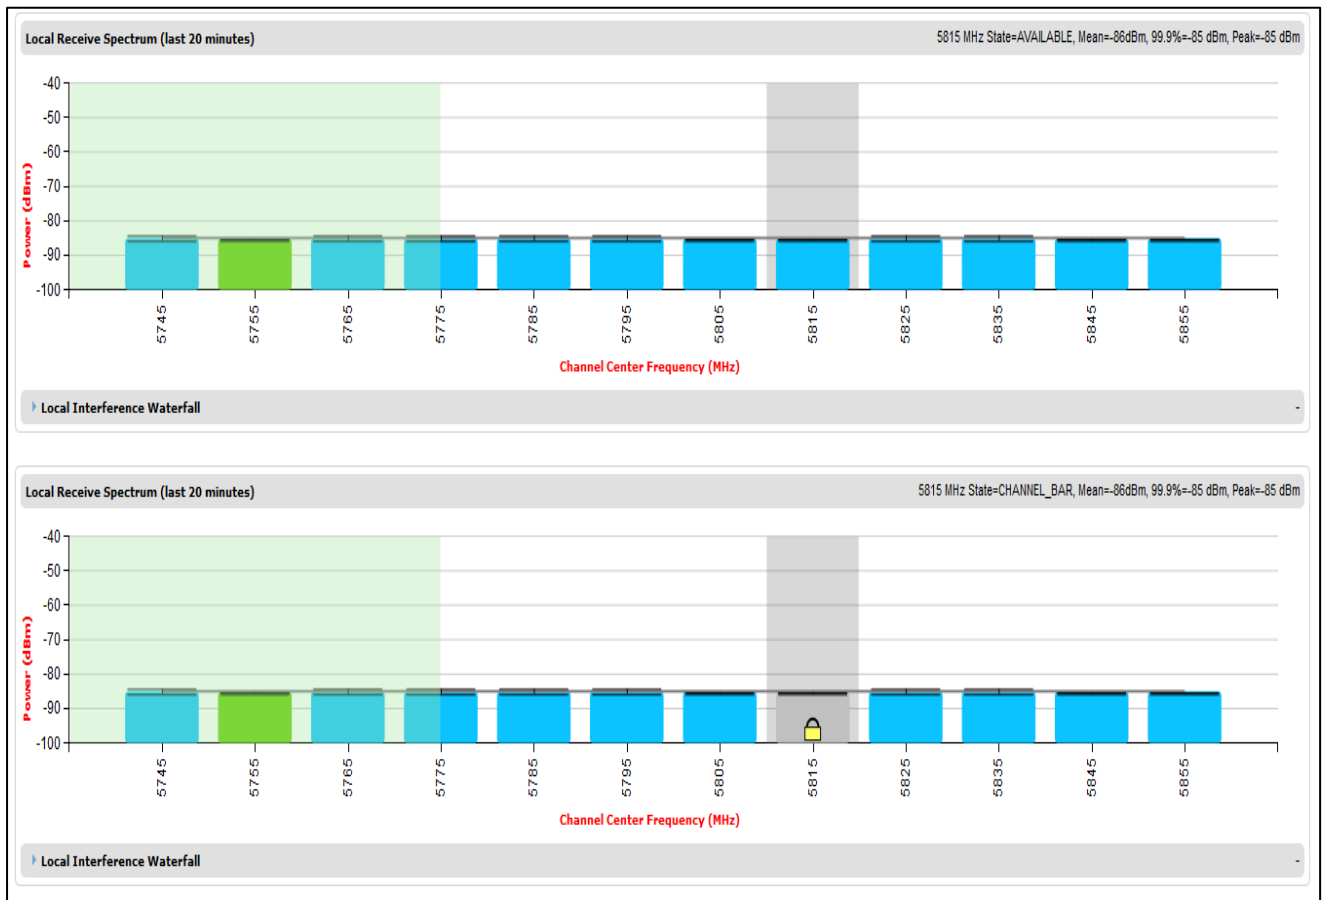 Local Receive Spectrum (last 20 minutes) 5815 MHz State=AVAILABLE, Mean=-86dBm, 99.9%=-85 dBm, Peak=-85 dBm
Power (dBm)
-40
-50
-60
-70
-80
-90
-100
5745 5755 5765 5775 5785 5795 5805 5815 5825 5835 5845 5855
Channel Center Frequency (MHz)
Local Interference Waterfall -
Local Receive Spectrum (last 20 minutes) 5815 MHz State=CHANNEL_BAR, Mean=-86dBm, 99.9%=-85 dBm, Peak=-85 dBm
Power (dBm)
-40
-50
-60
-70
-80
-90
-100
5745 5755 5765 5775 5785 5795 5805 5815 5825 5835 5845 5855
Channel Center Frequency (MHz)
Local Interference Waterfall -